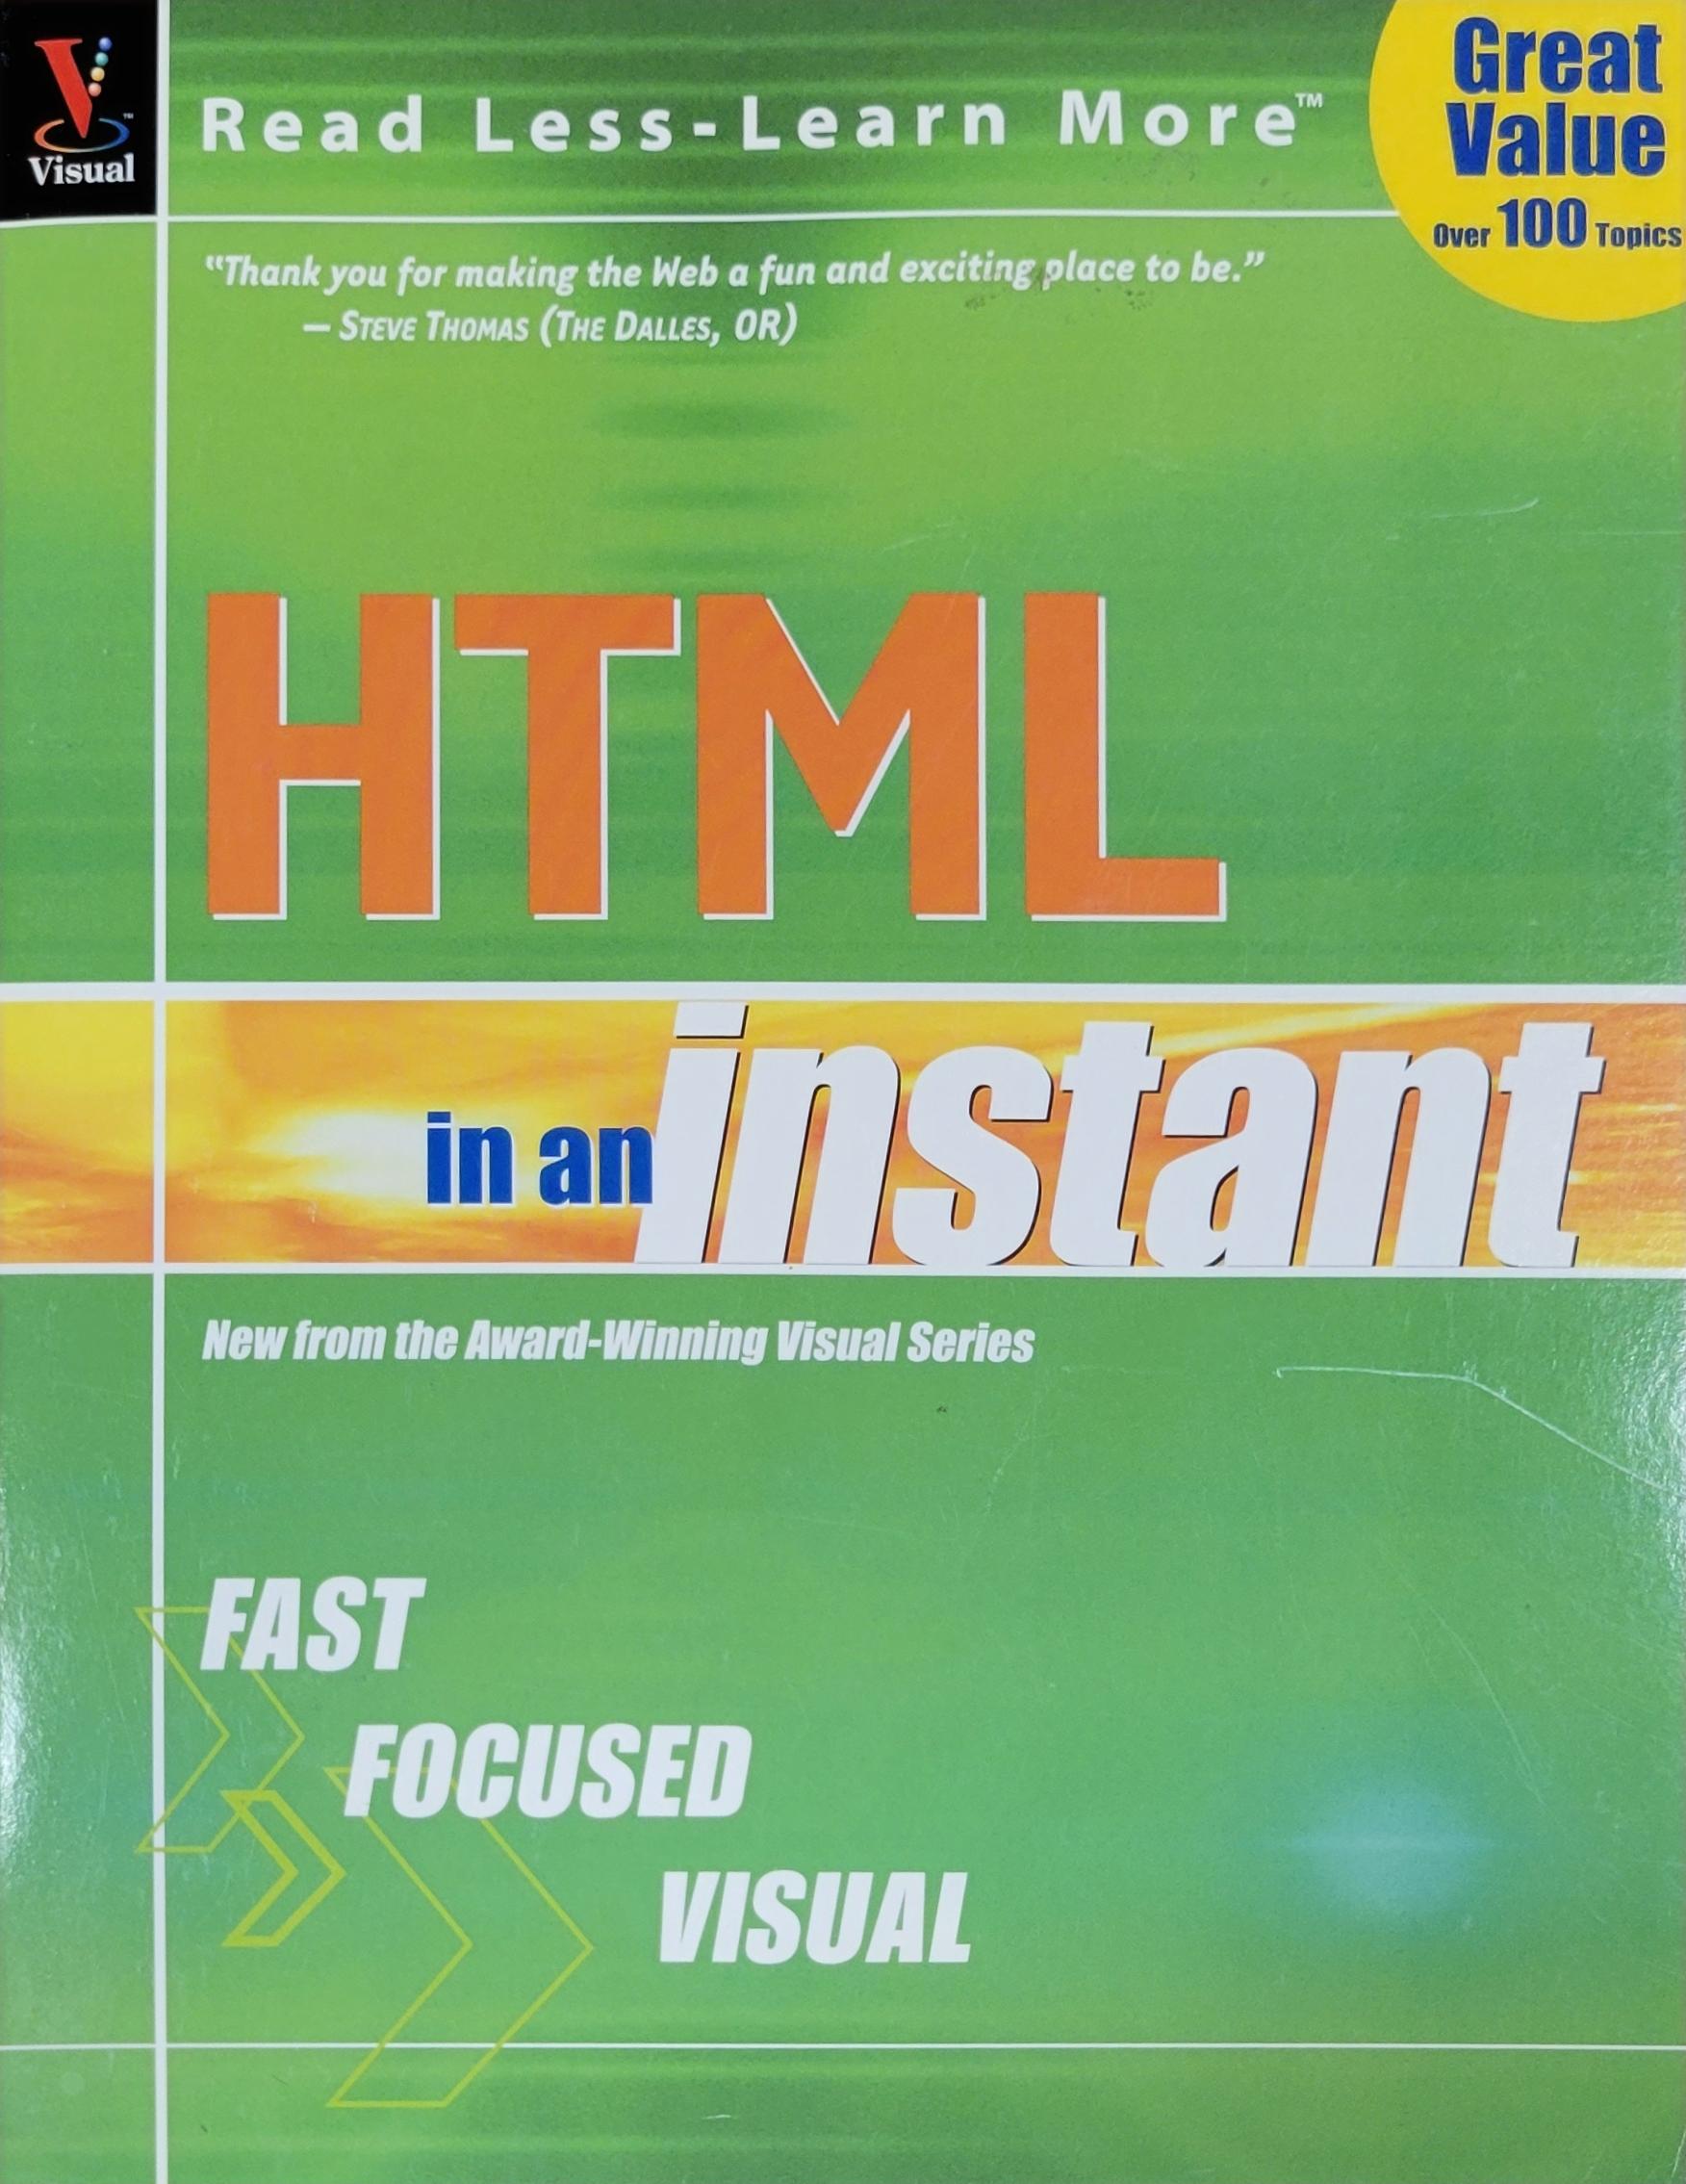 Visual™
Read Less-Learn More™
Great
Value
Over 100 Topics
“Thank you for making the Web a fun and exciting place to be.”
– STEVE THOMAS (THE DALLES, OR)
HTML
in an instant
New from the Award-Winning Visual Series
FAST
FOCUSED
VISUAL